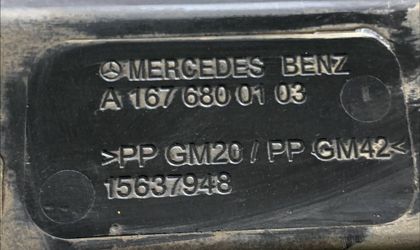 MERCEDES BENZ
A 167 680 01 03
>PP GM20 / PP GM42<
15637948